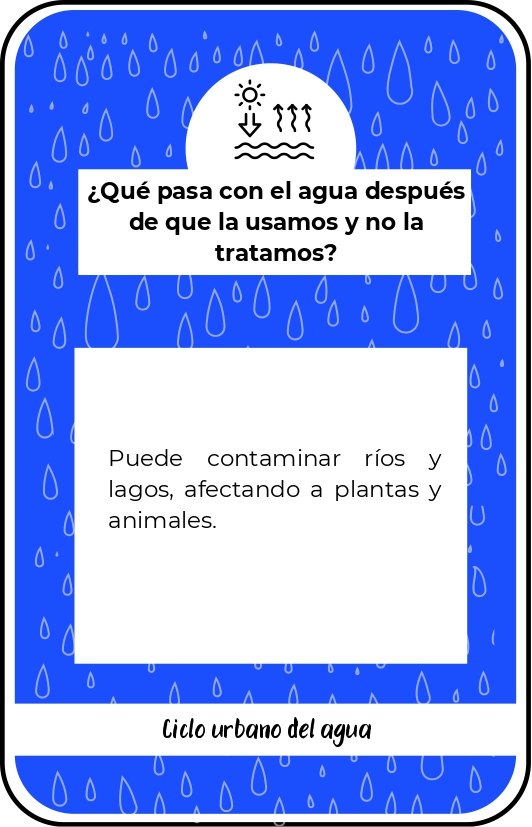 ¿Qué pasa con el agua después
de que la usamos y no la
tratamos?
Puede contaminar ríos y
lagos, afectando a plantas y
animales.
Ciclo urbano del agua